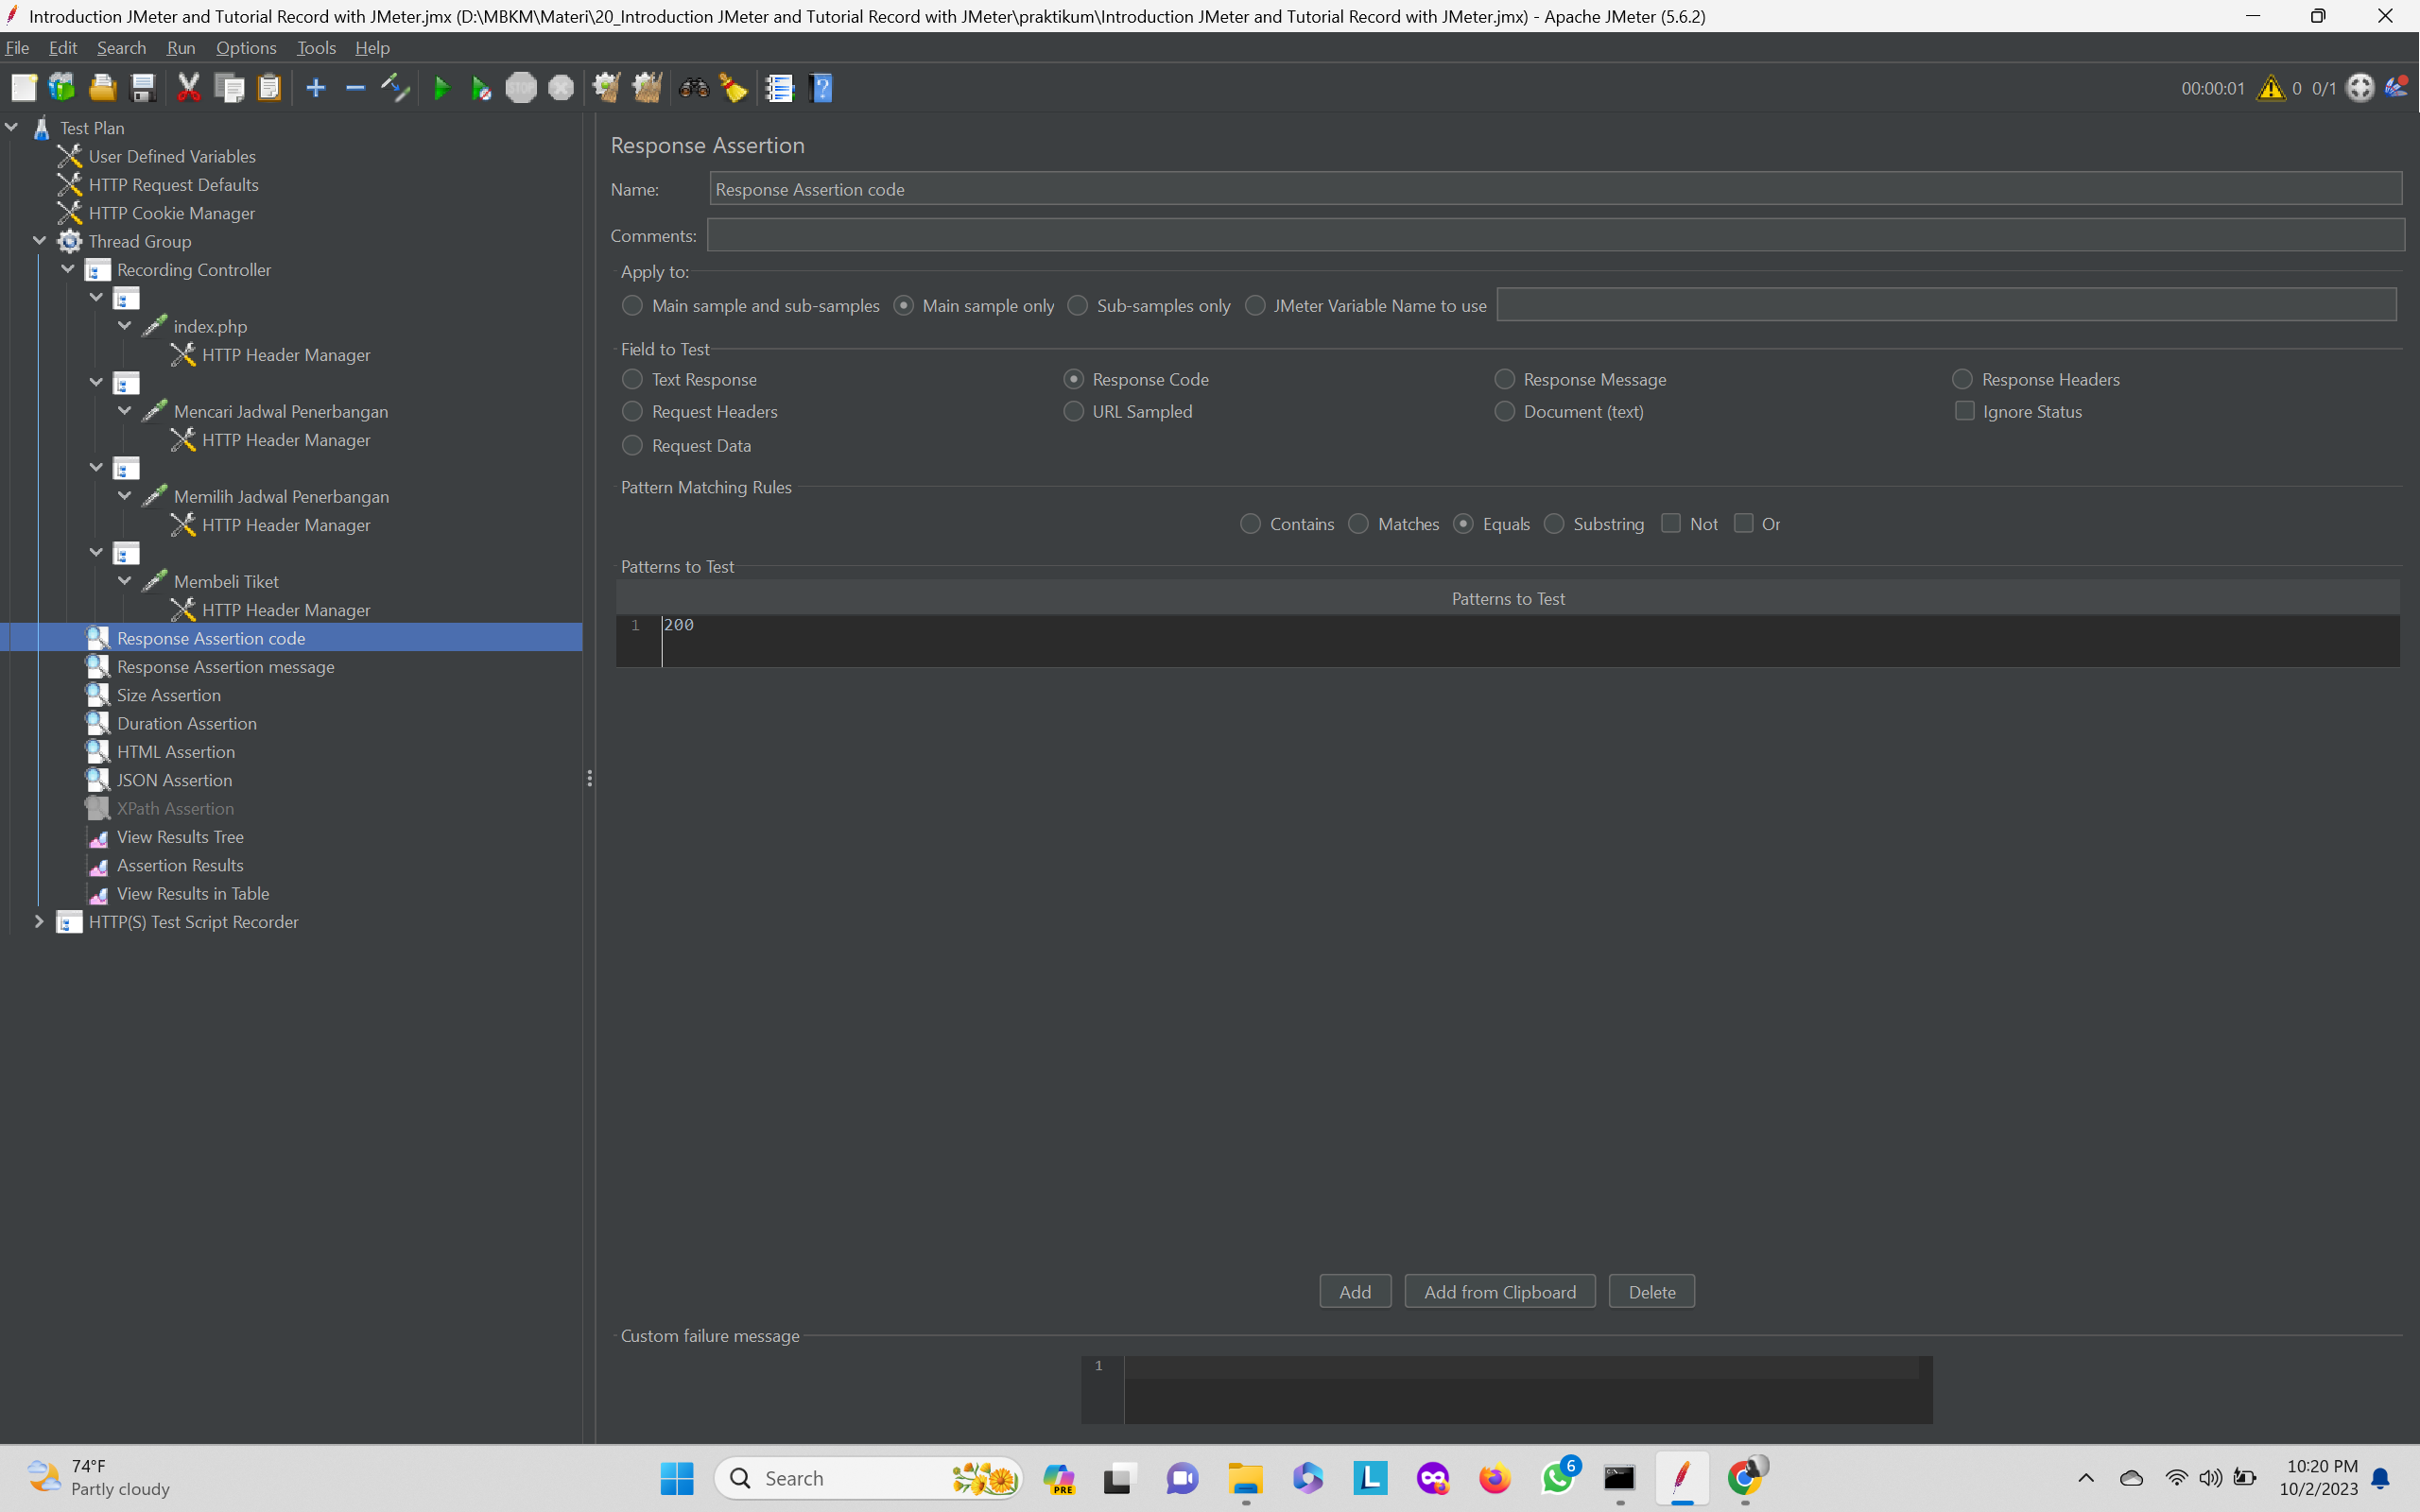 Introduction JMeter and Tutorial Record with JMeter.jmx (D:\MBKM\Materi\20_Introduction JMeter and Tutorial Record with JMeter\praktikum\Introduction JMeter and Tutorial Record with JMeter.jmx) - Apache JMeter (5.6.2)
File Edit Search Run Options Tools Help
STOP 00:00:01 0 0/1
Test Plan
User Defined Variables
HTTP Request Defaults
HTTP Cookie Manager
Thread Group
Recording Controller
index.php
HTTP Header Manager
Mencari Jadwal Penerbangan
HTTP Header Manager
Memilih Jadwal Penerbangan
HTTP Header Manager
Membeli Tiket
HTTP Header Manager
Response Assertion code
Response Assertion message
Size Assertion
Duration Assertion
HTML Assertion
JSON Assertion
XPath Assertion
View Results Tree
Assertion Results
View Results in Table
HTTP(S) Test Script Recorder
Response Assertion
Name: Response Assertion code
Comments:
Apply to:
Main sample and sub-samples Main sample only Sub-samples only JMeter Variable Name to use
Field to Test
Text Response Response Code Response Message Response Headers
Request Headers URL Sampled Document (text) Ignore Status
Request Data
Pattern Matching Rules
Contains Matches Equals Substring Not Or
Patterns to Test
Patterns to Test
1 200
Add Add from Clipboard Delete
Custom failure message
1
74°F
Partly cloudy
Search
PRE
L
6
10:20 PM
10/2/2023